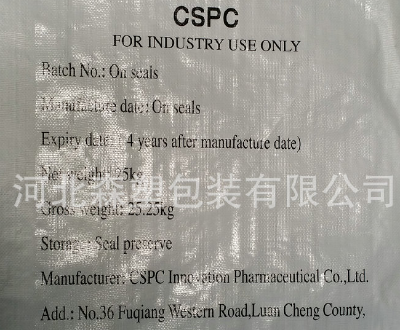 CSPC
FOR INDUSTRY USE ONLY
Batch No.: On seals
Manufacture date: On seals
Expiry date: ( 4 years after manufacture date)
Net weight: 25kg
河北森塑包装有限公司
Gross weight: 25.25kg
Storage: Seal preserve
Manufacturer: CSPC Innovation Pharmaceutical Co.,Ltd.
Add.: No.36 Fuqiang Western Road,Luan Cheng County,